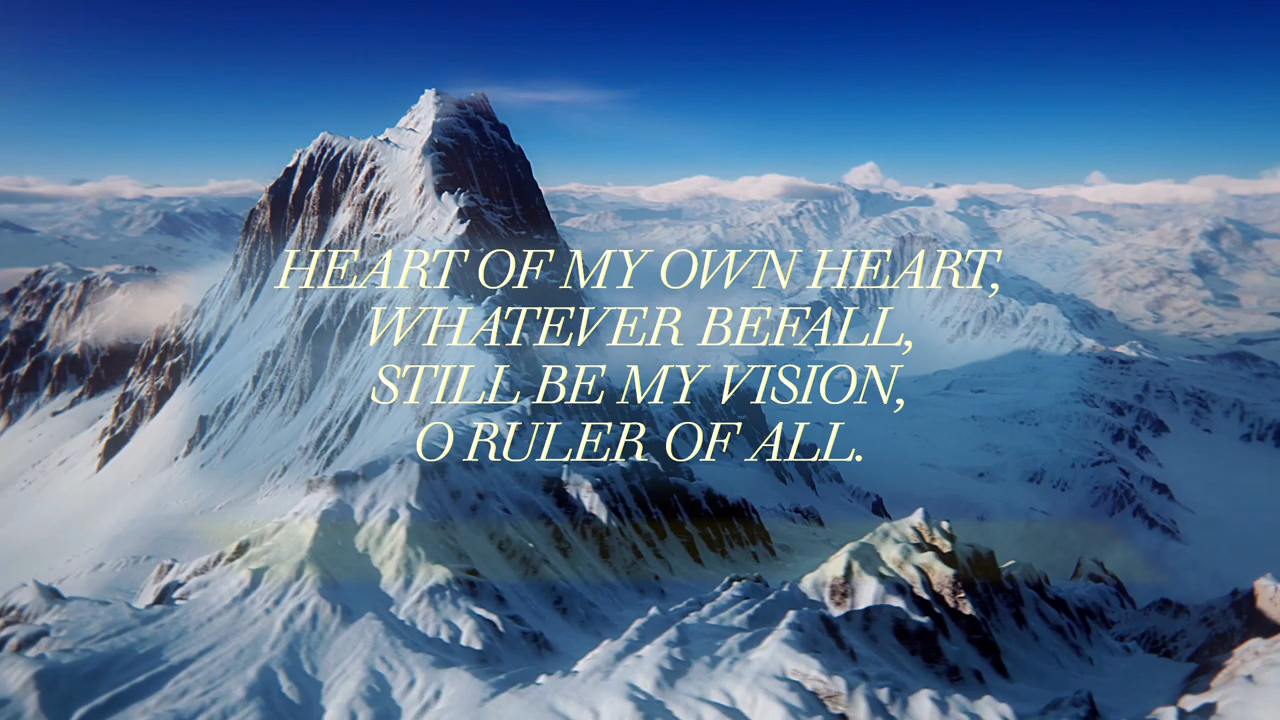 HEART OF MY OWN HEART,
WHATEVER BEFALL,
STILL BE MY VISION,
O RULER OF ALL.